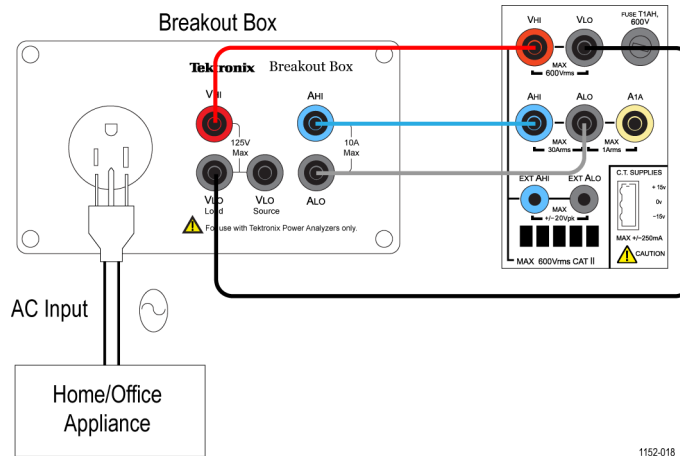 Breakout Box
Tektronix Breakout Box
VHI
AHI
125V
Max
10A
Max
VLO
Load
VLO
Source
ALO
For use with Tektronix Power Analyzers only.
AC Input
Home/Office
Appliance
VHI
VLO
FUSE T1AH,
600V
MAX
600Vrms
AHI
ALO
A1A
MAX
30Arms
MAX
1Arms
EXT AHI
EXT ALO
MAX
+/-20Vpk
MAX 600Vrms CAT II
C.T. SUPPLIES
+ 15v
0v
-15v
MAX +/-250mA
CAUTION
1152-018